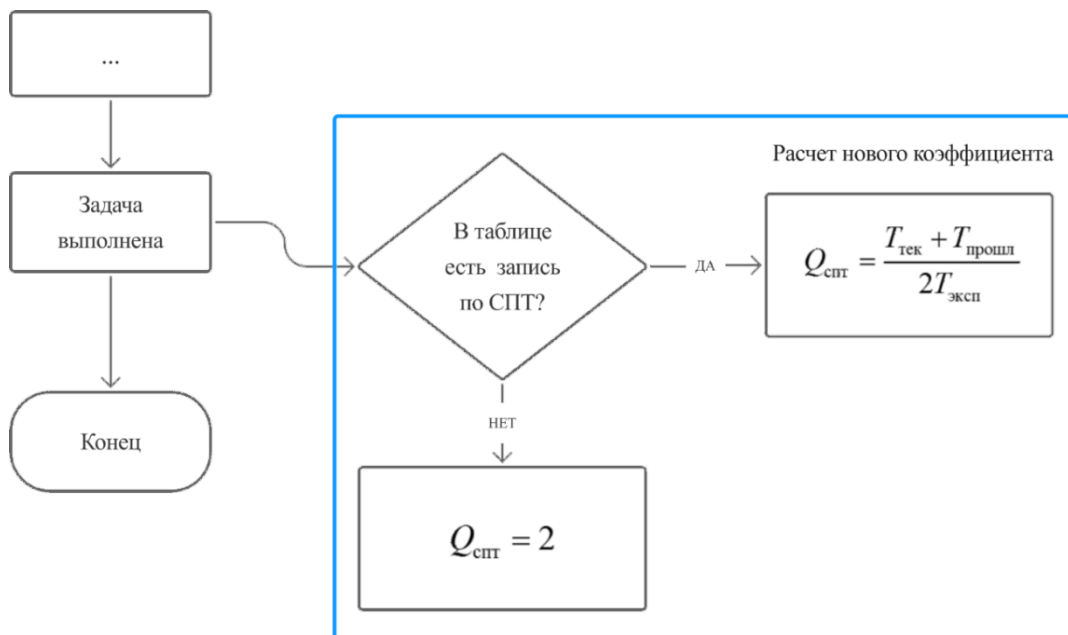 ...
Задача
выполнена
Конец
Расчет нового коэффициента
В таблице
есть запись
по СПТ?
ДА
Q_спт = (T_тек + T_прошл) / 2T_эксп
НЕТ
Q_спт = 2